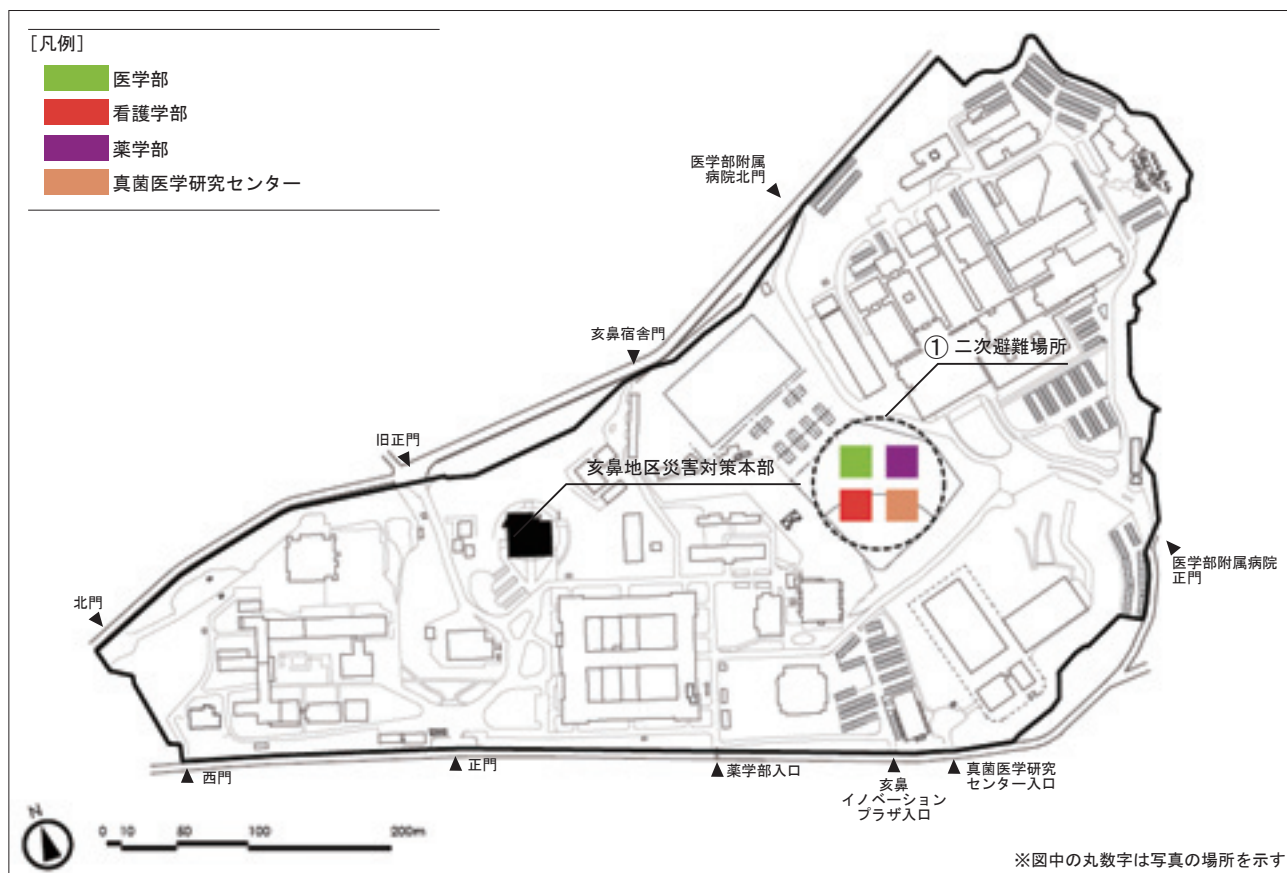 [凡例]
医学部
看護学部
薬学部
真菌医学研究センター
医学部附属
病院北門
亥鼻宿舎門
① 二次避難場所
旧正門
亥鼻地区災害対策本部
医学部附属病院
正門
北門
西門
正門
薬学部入口
亥鼻
イノベーション
プラザ入口
真菌医学研究
センター入口
N
0 10 50 100 200m
※図中の丸数字は写真の場所を示す